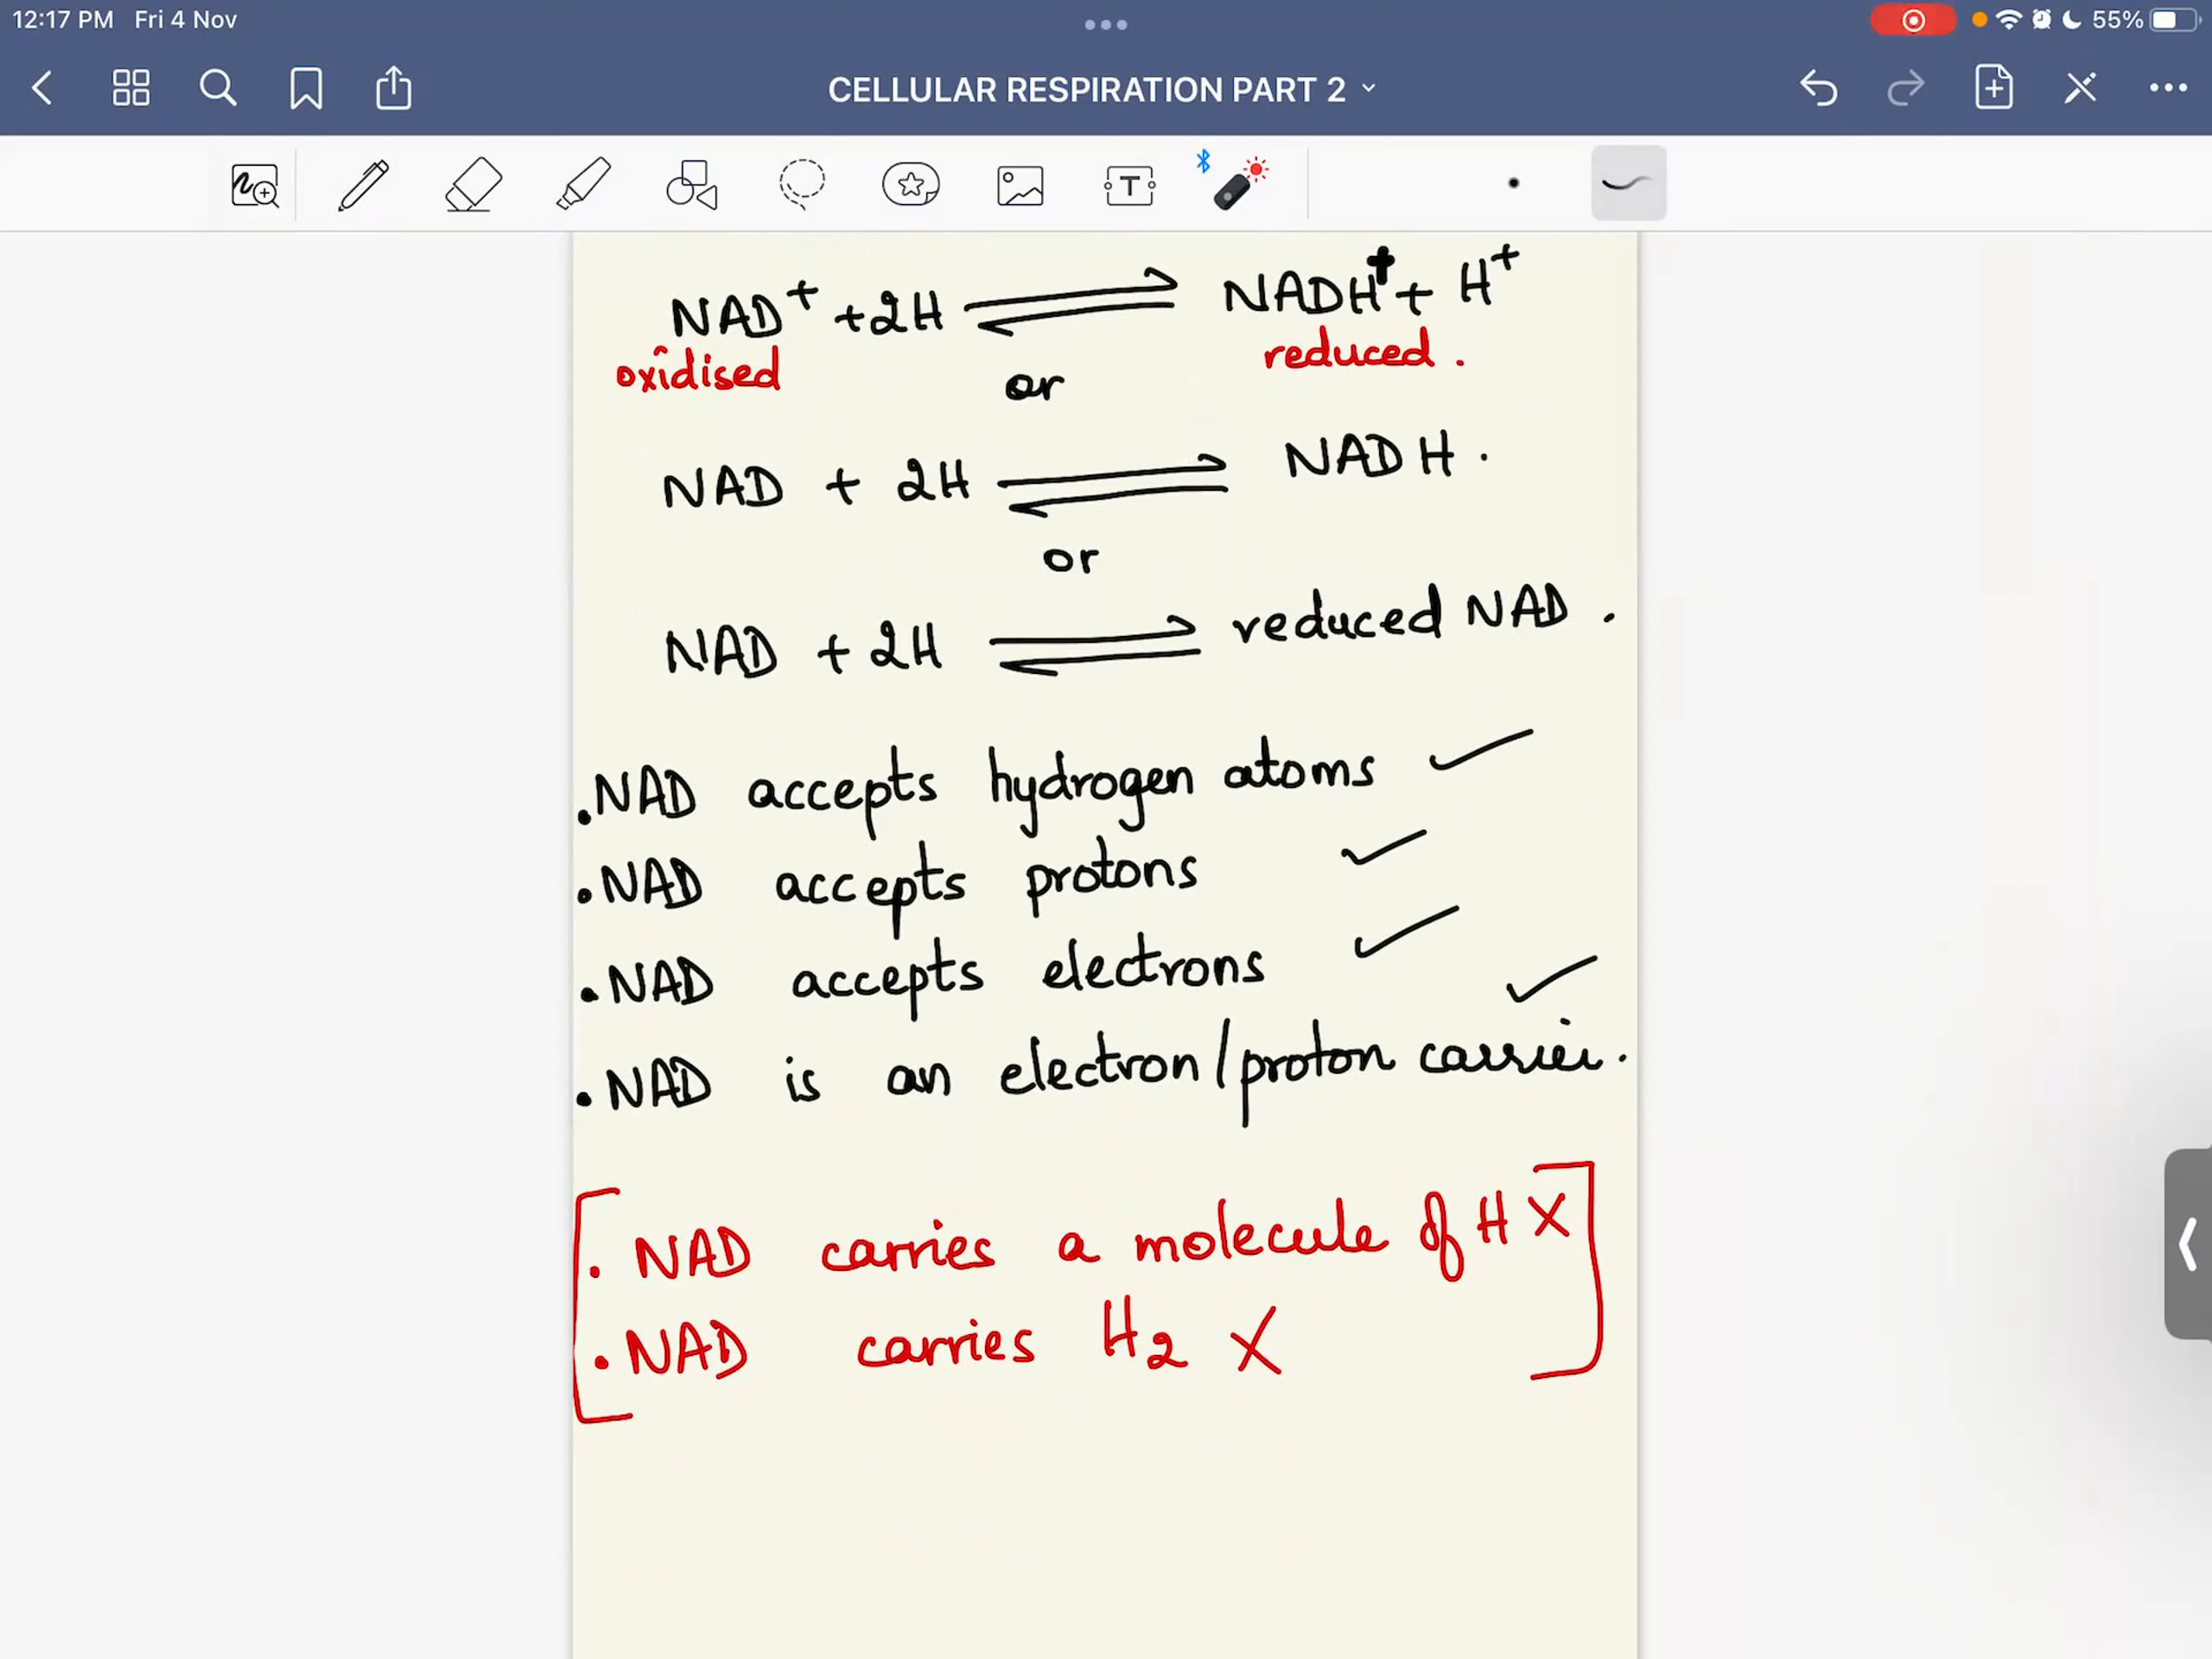 12:17 PM Fri 4 Nov 55%
CELLULAR RESPIRATION PART 2
NAD⁺ + 2H ⇌ NADH⁺ + H⁺
oxidised reduced .
or
NAD + 2H ⇌ NADH .
or
NAD + 2H ⇌ reduced NAD .
. NAD accepts hydrogen atoms ✓
. NAD accepts protons ✓
. NAD accepts electrons ✓
. NAD is an electron/proton carrier. ✓
[ . NAD carries a molecule of H X
. NAD carries H₂ X ]